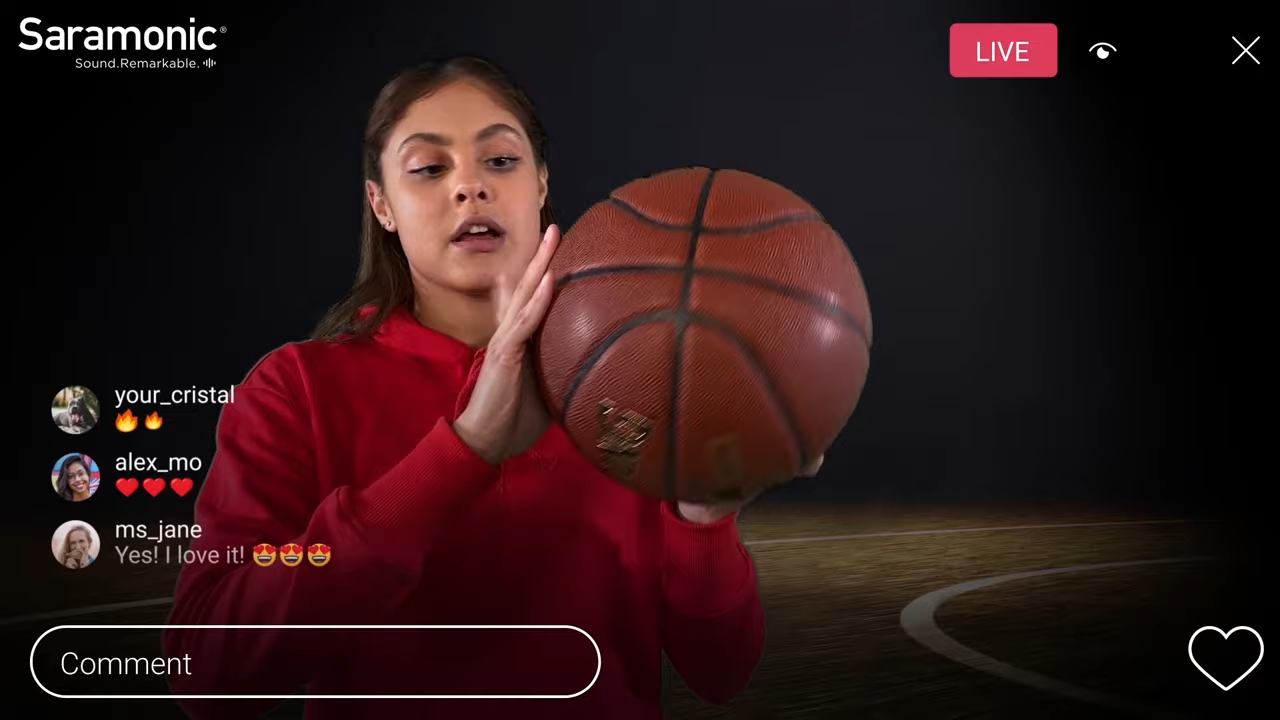 Saramonic®
Sound.Remarkable.
LIVE
your_cristal
🔥 🔥
alex_mo
❤️ ❤️ ❤️
ms_jane
Yes! I love it! 😍😍😍
Comment